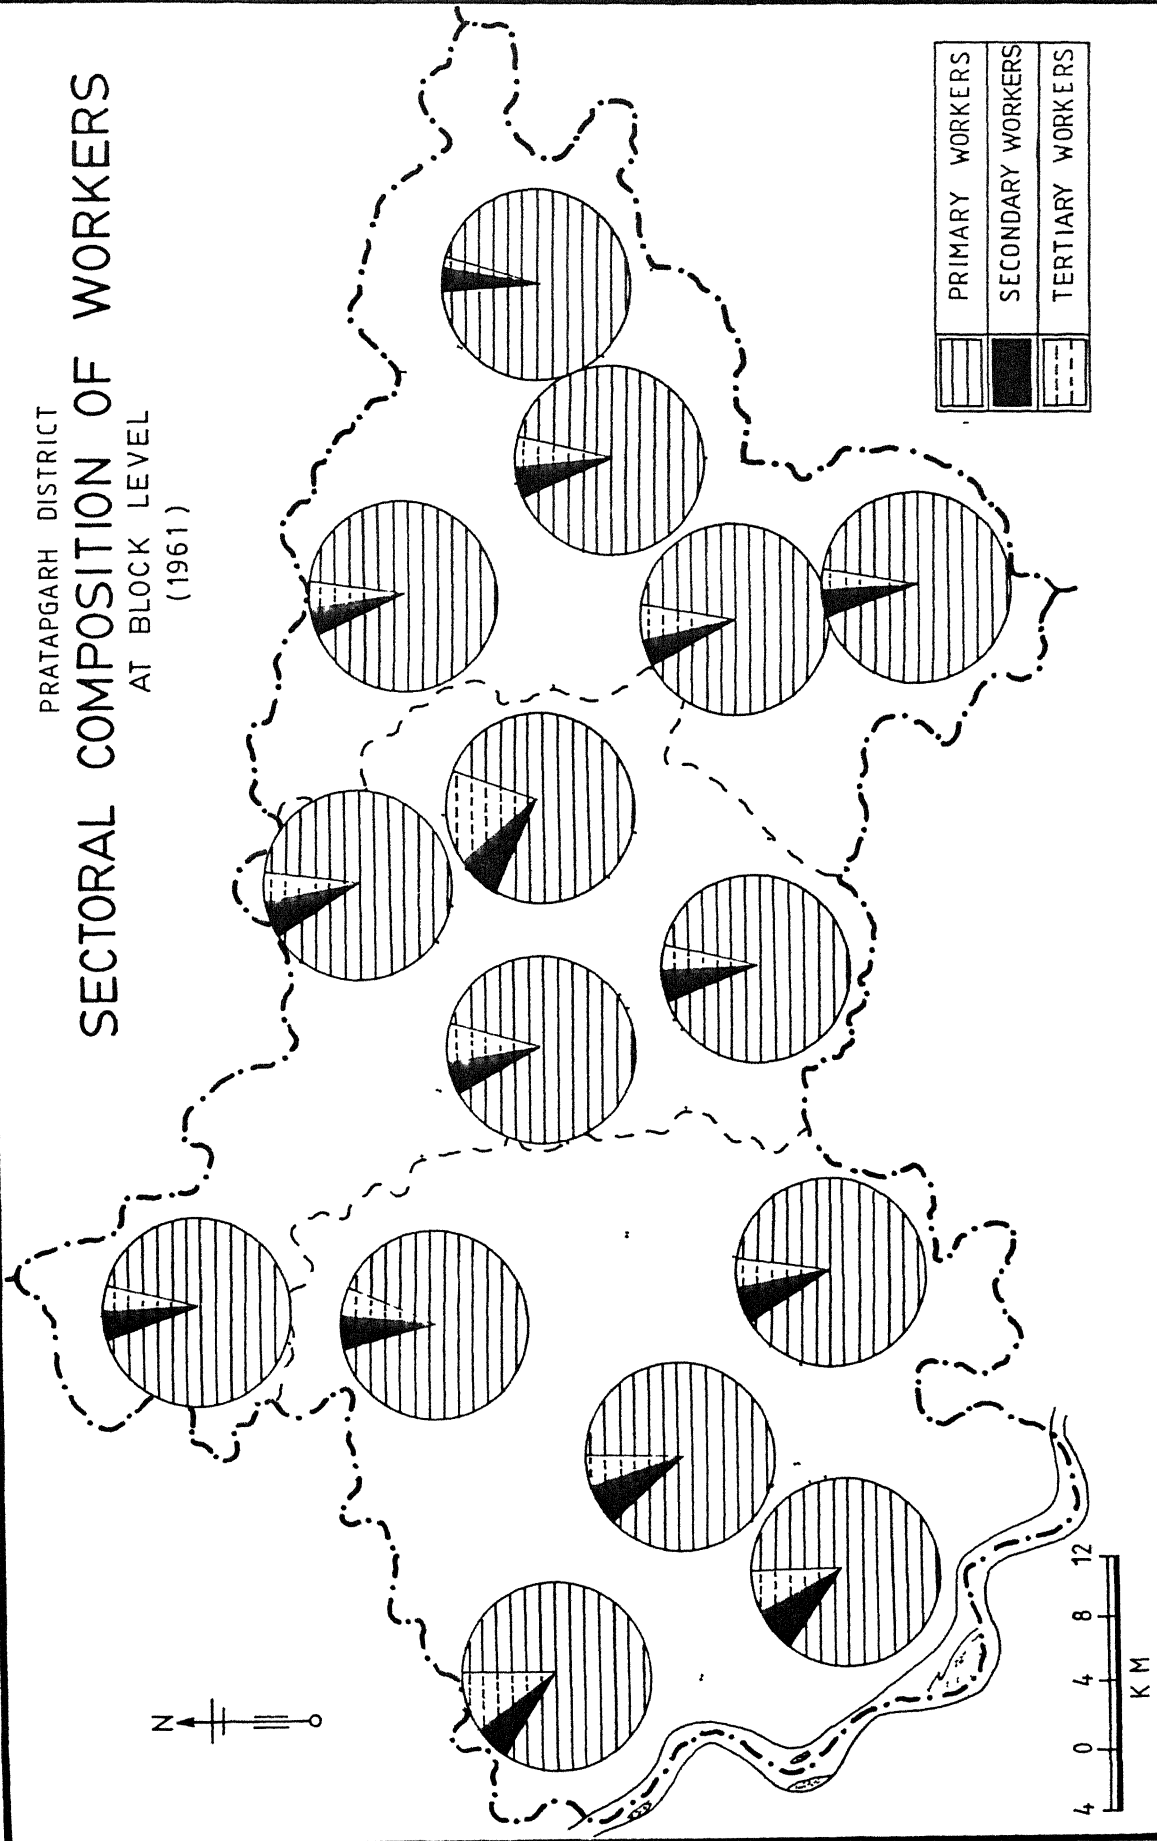 PRATAPGARH DISTRICT
SECTORAL COMPOSITION OF WORKERS
AT BLOCK LEVEL
(1961)
N
PRIMARY WORKERS
SECONDARY WORKERS
TERTIARY WORKERS
4 0 4 8 12
KM